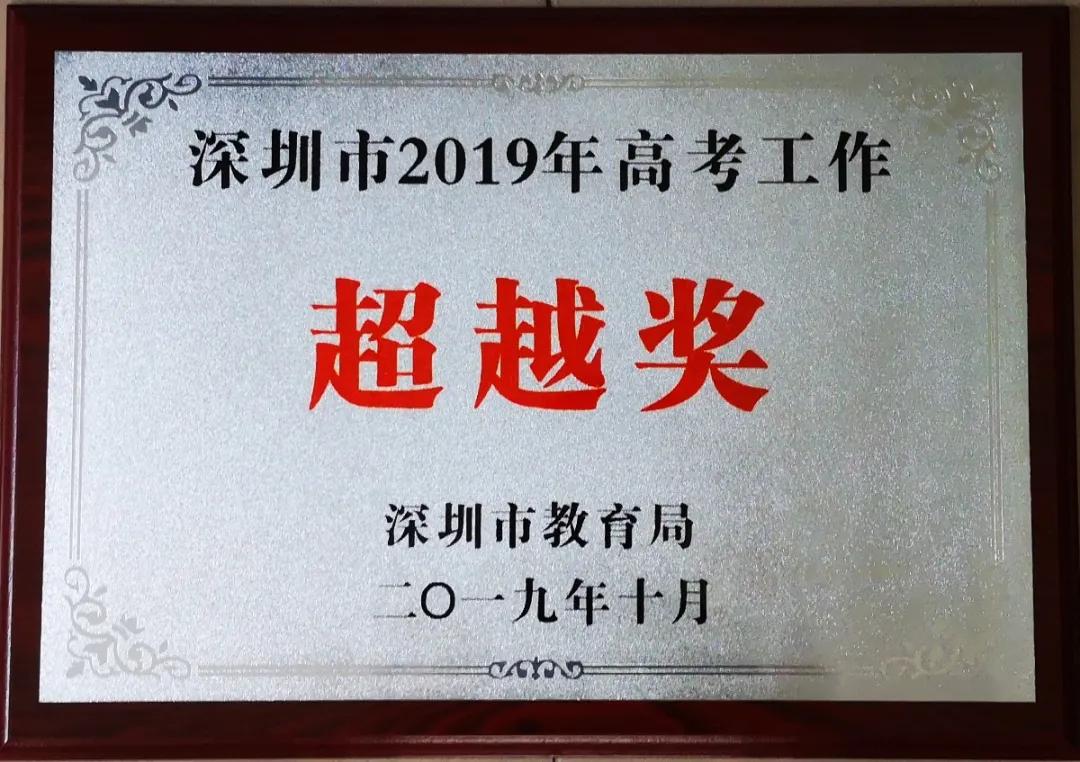 深圳市2019年高考工作
超越奖
深圳市教育局
二〇一九年十月